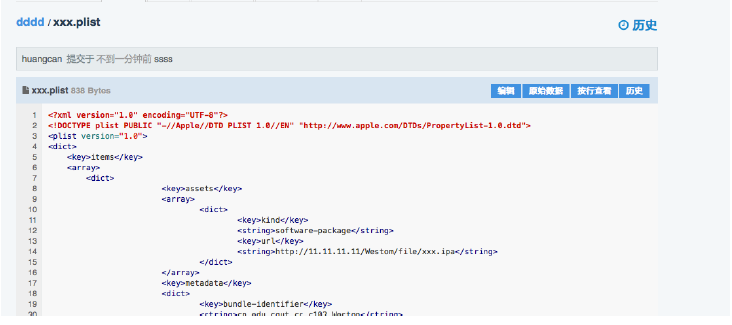 dddd / xxx.plist
历史
huangcan 提交于 不到一分钟前 ssss
xxx.plist 838 Bytes
编辑 原始数据 按行查看 历史
1 <?xml version="1.0" encoding="UTF-8"?>
2 <!DOCTYPE plist PUBLIC "-//Apple//DTD PLIST 1.0//EN" "http://www.apple.com/DTDs/PropertyList-1.0.dtd">
3 <plist version="1.0">
4 <dict>
5 <key>items</key>
6 <array>
7 <dict>
8 <key>assets</key>
9 <array>
10 <dict>
11 <key>kind</key>
12 <string>software-package</string>
13 <key>url</key>
14 <string>http://11.11.11.11/Weston/file/xxx.ipa</string>
15 </dict>
16 </array>
17 <key>metadata</key>
18 <dict>
19 <key>bundle-identifier</key>
20